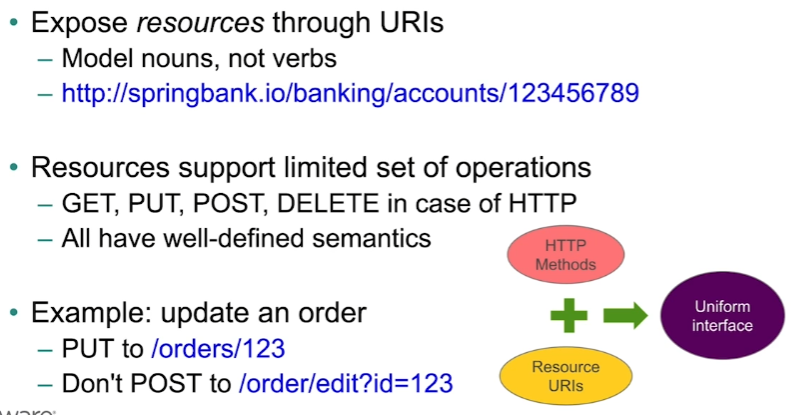 • Expose resources through URIs
– Model nouns, not verbs
– http://springbank.io/banking/accounts/123456789
• Resources support limited set of operations
– GET, PUT, POST, DELETE in case of HTTP
– All have well-defined semantics
• Example: update an order
– PUT to /orders/123
– Don't POST to /order/edit?id=123
HTTP
Methods
Resource
URIs
Uniform
interface